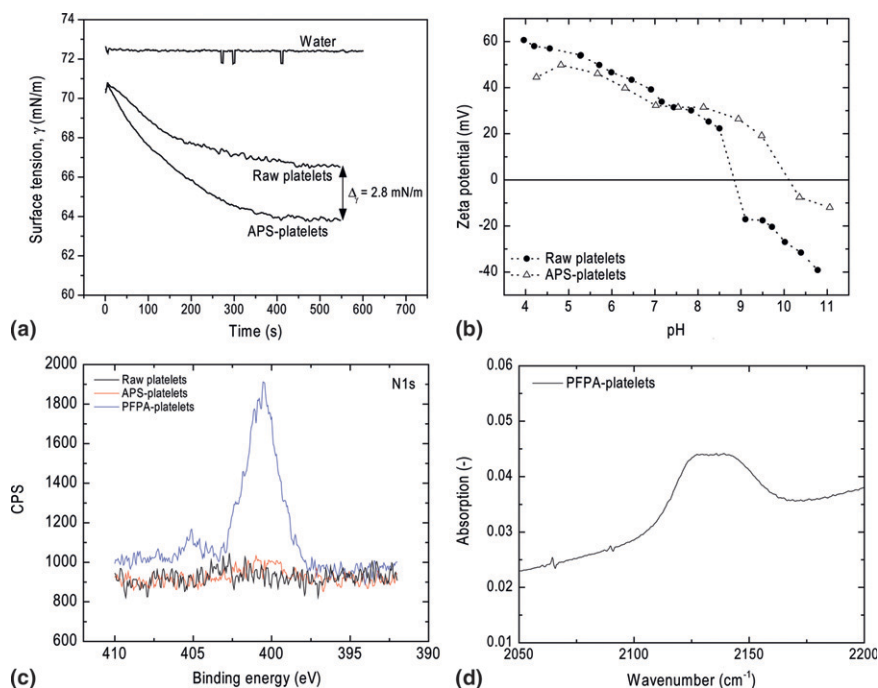 Water
Raw platelets
APS-platelets
Δγ = 2.8 mN/m
Surface tension, γ (mN/m)
76
74
72
70
68
66
64
62
60
0 100 200 300 400 500 600 700
Time (s)
(a)
Zeta potential (mV)
60
40
20
0
-20
-40
Raw platelets
APS-platelets
4 5 6 7 8 9 10 11
pH
(b)
Raw platelets
APS-platelets
PFPA-platelets
N1s
CPS
2000
1800
1600
1400
1200
1000
800
600
410 405 400 395 390
Binding energy (eV)
(c)
PFPA-platelets
Absorption (-)
0.06
0.05
0.04
0.03
0.02
0.01
2050 2100 2150 2200
Wavenumber (cm⁻¹)
(d)